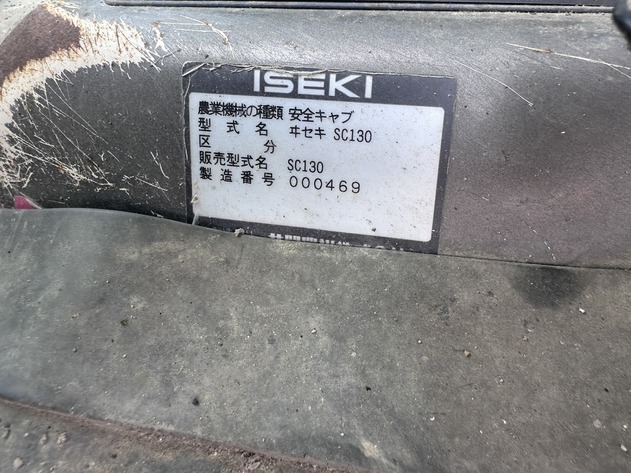 ISEKI
農業機械の種類 安全キャブ
型式名 ヰセキ SC130
区分
販売型式名 SC130
製造番号 000469